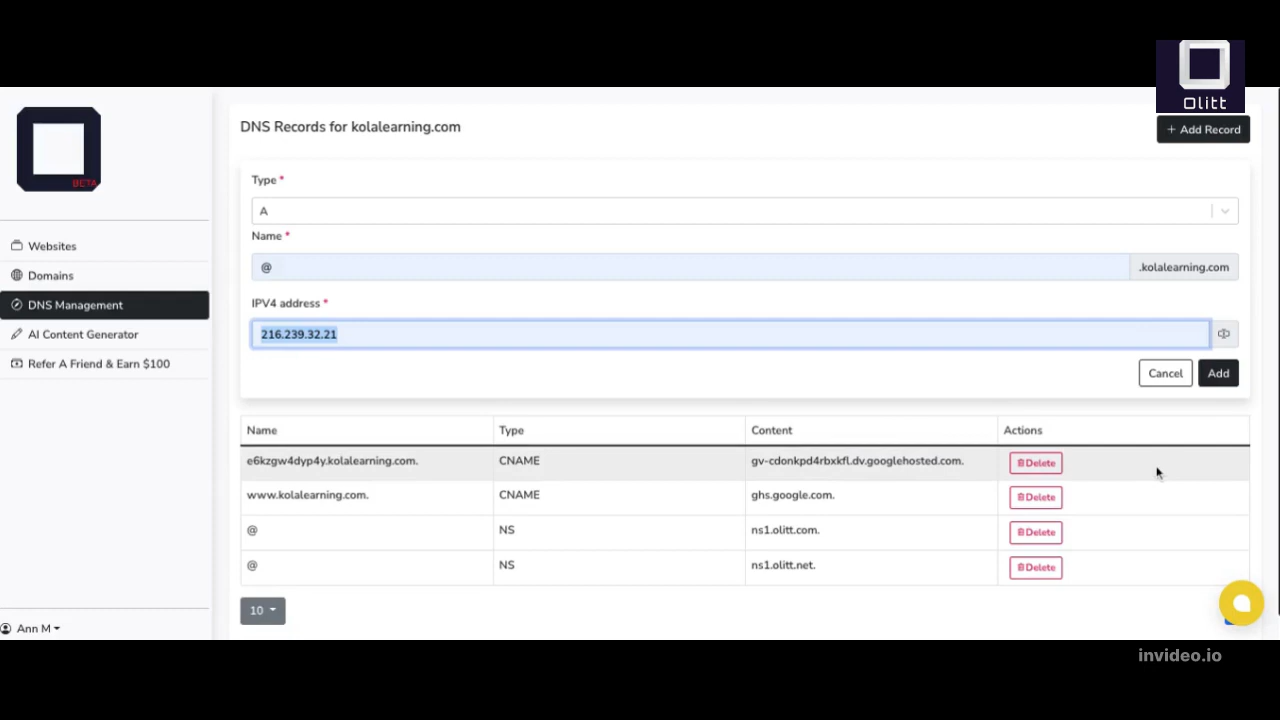 Olitt
DNS Records for kolalearning.com
+ Add Record
BETA
Type *
A
Name *
@
.kolalearning.com
IPV4 address *
216.239.32.21
Cancel
Add
Websites
Domains
DNS Management
AI Content Generator
Refer A Friend & Earn $100
Name Type Content Actions
e6kzgw4dyp4y.kolalearning.com. CNAME gv-cdonkpd4rbxkfl.dv.googlehosted.com. Delete
www.kolalearning.com. CNAME ghs.google.com. Delete
@ NS ns1.olitt.com. Delete
@ NS ns1.olitt.net. Delete
10
Ann M
invideo.io